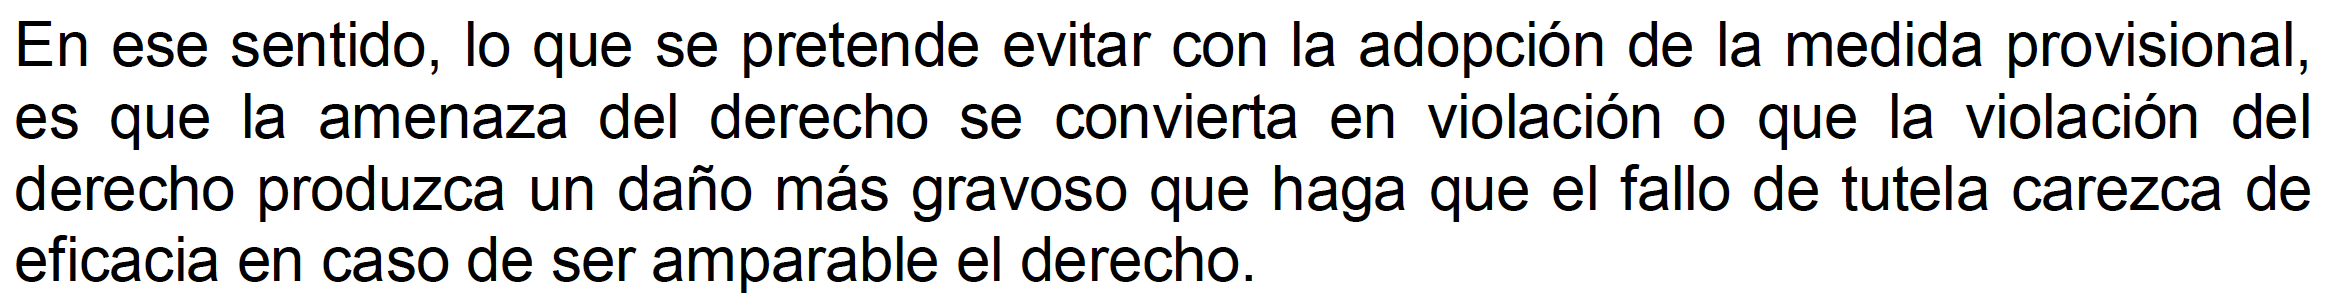 En ese sentido, lo que se pretende evitar con la adopción de la medida provisional,
es que la amenaza del derecho se convierta en violación o que la violación del
derecho produzca un daño más gravoso que haga que el fallo de tutela carezca de
eficacia en caso de ser amparable el derecho.